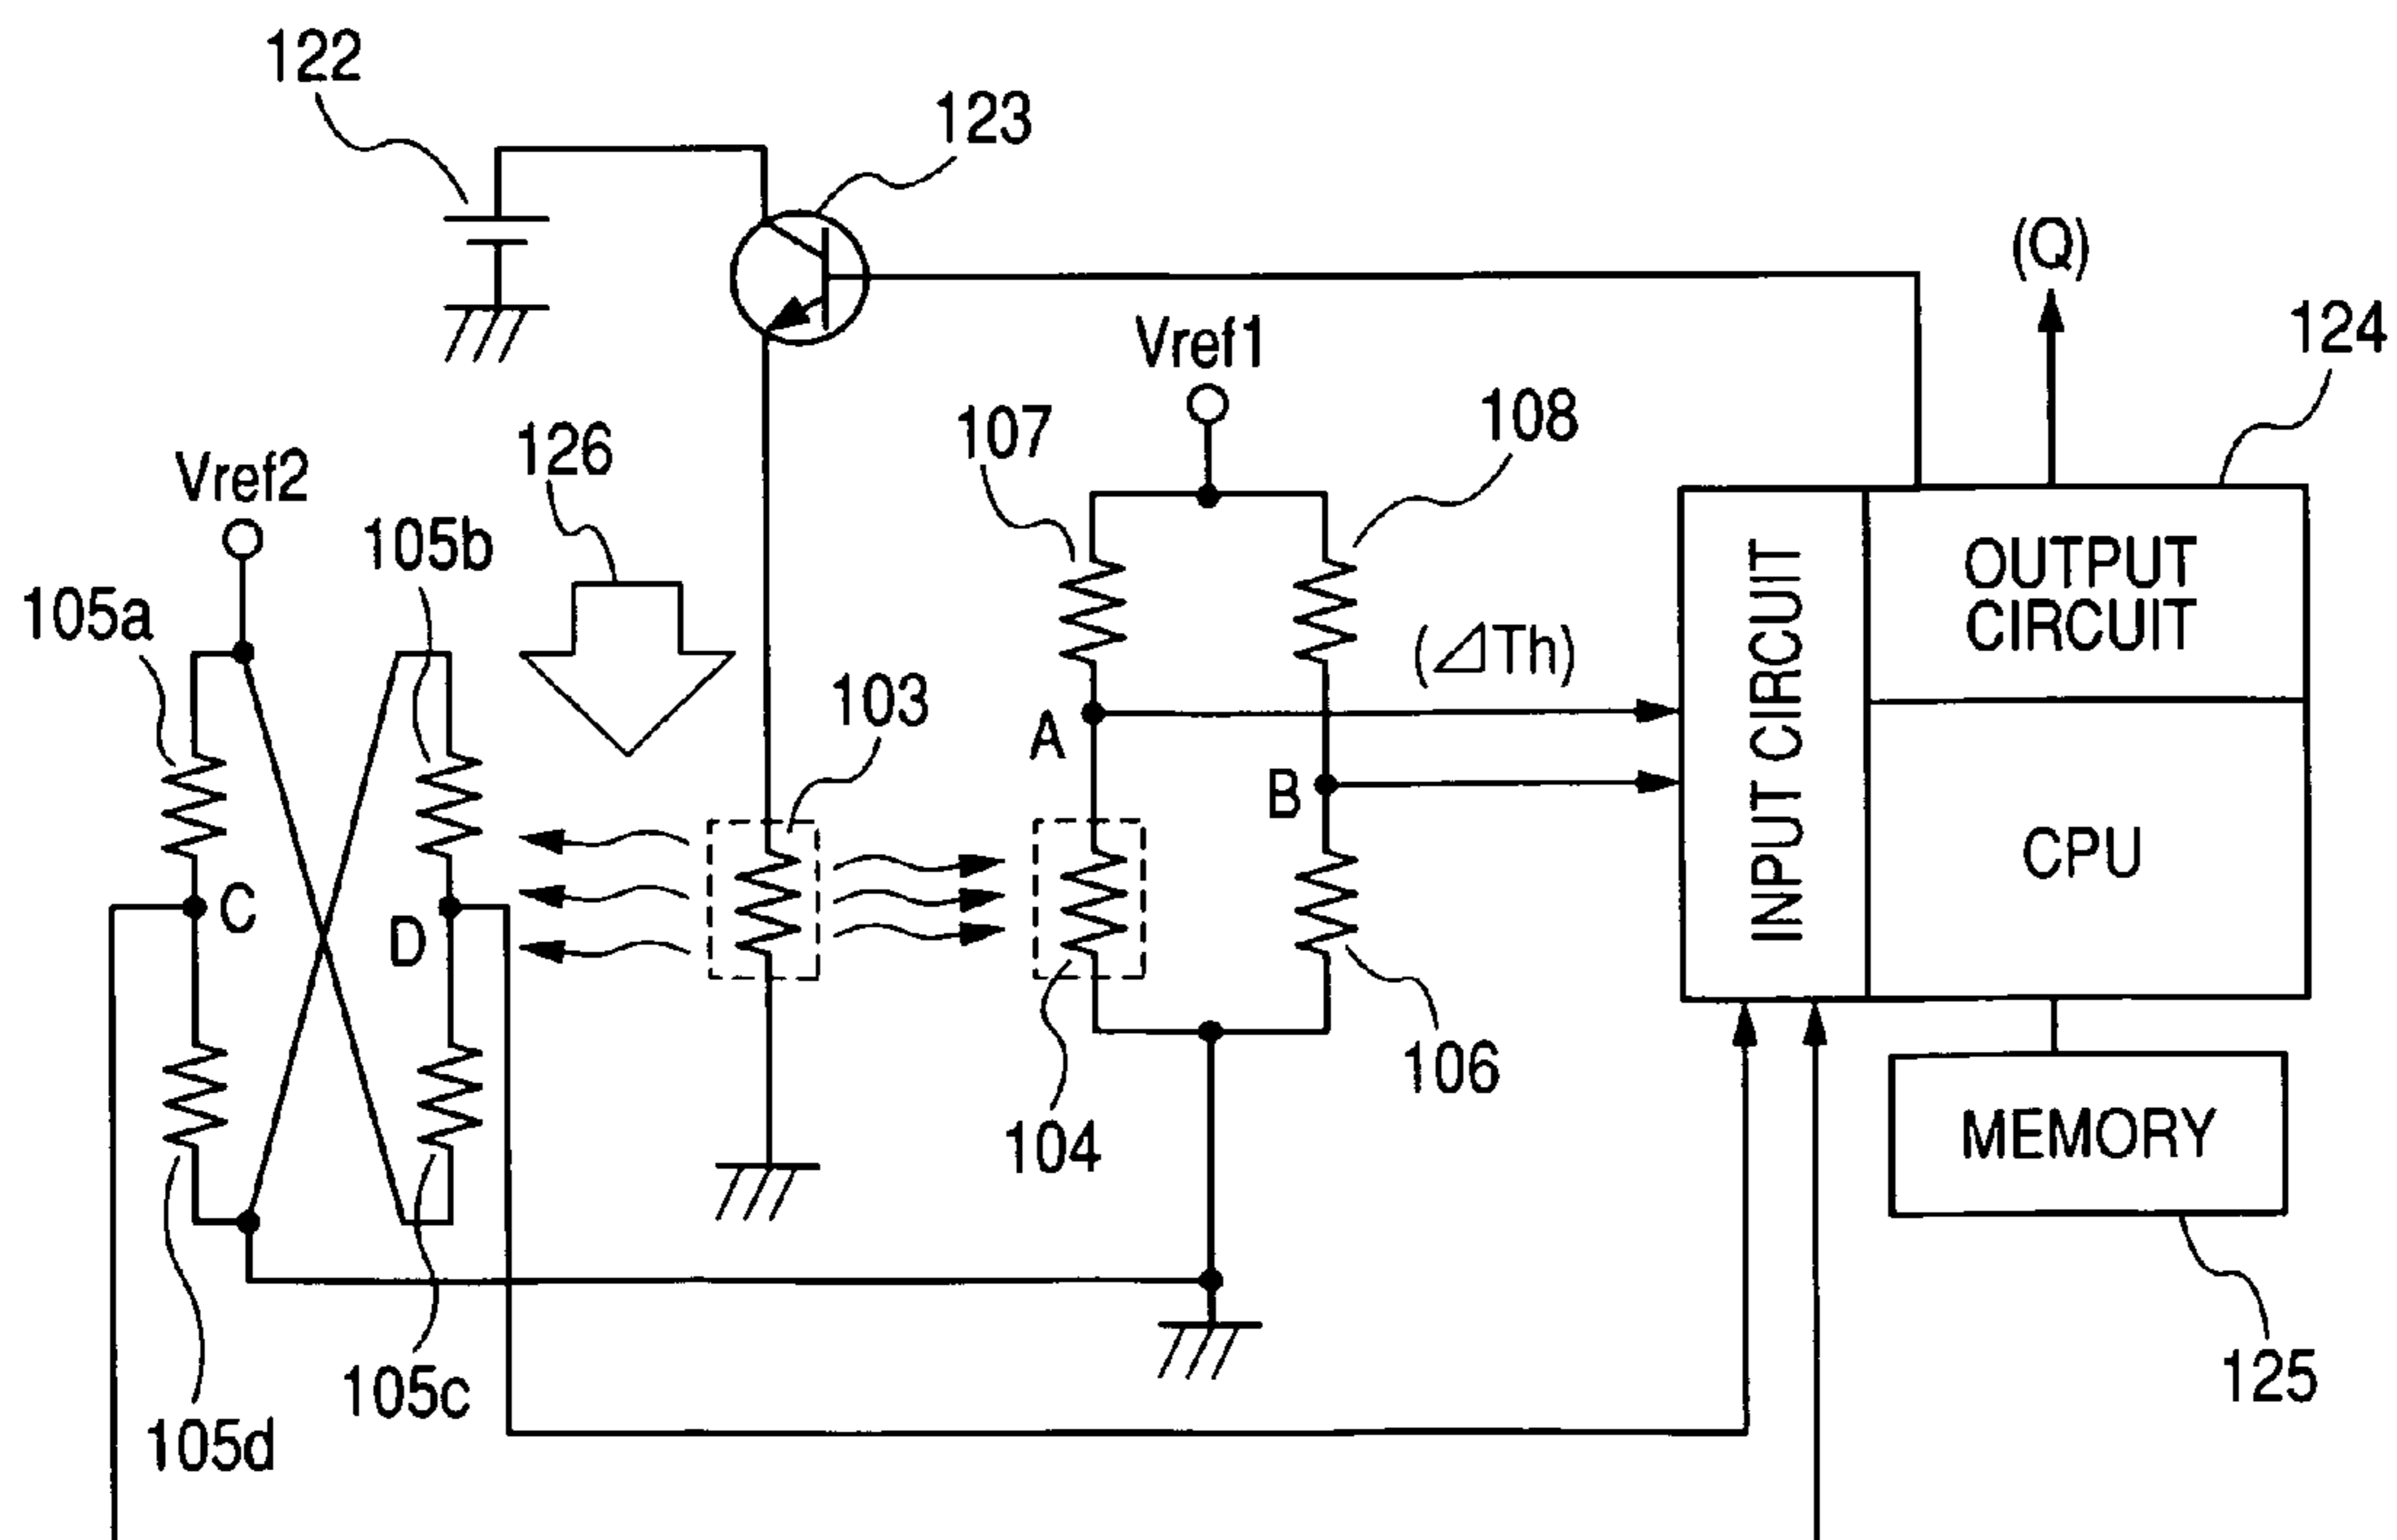 122
123
(Q)
124
Vref1
107
108
126
Vref2
105b
105a
(⊿Th)
103
A
B
INPUT CIRCUIT
OUTPUT
CIRCUIT
CPU
C
D
106
104
MEMORY
125
105c
105d